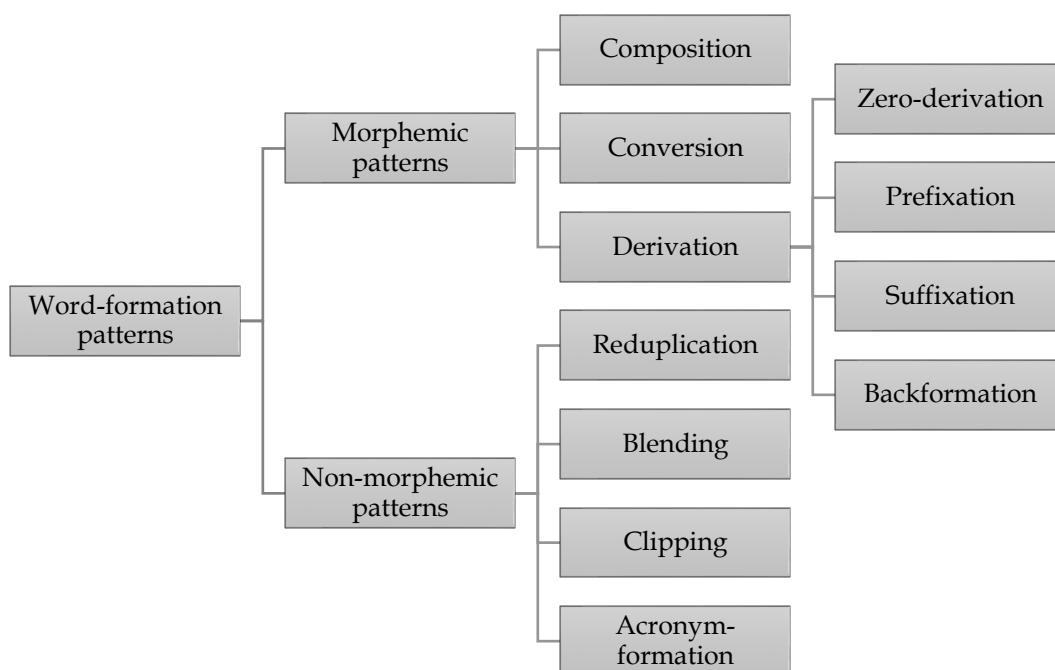 Word-formation
patterns
Morphemic
patterns
Composition
Conversion
Derivation
Zero-derivation
Prefixation
Suffixation
Backformation
Non-morphemic
patterns
Reduplication
Blending
Clipping
Acronym-
formation